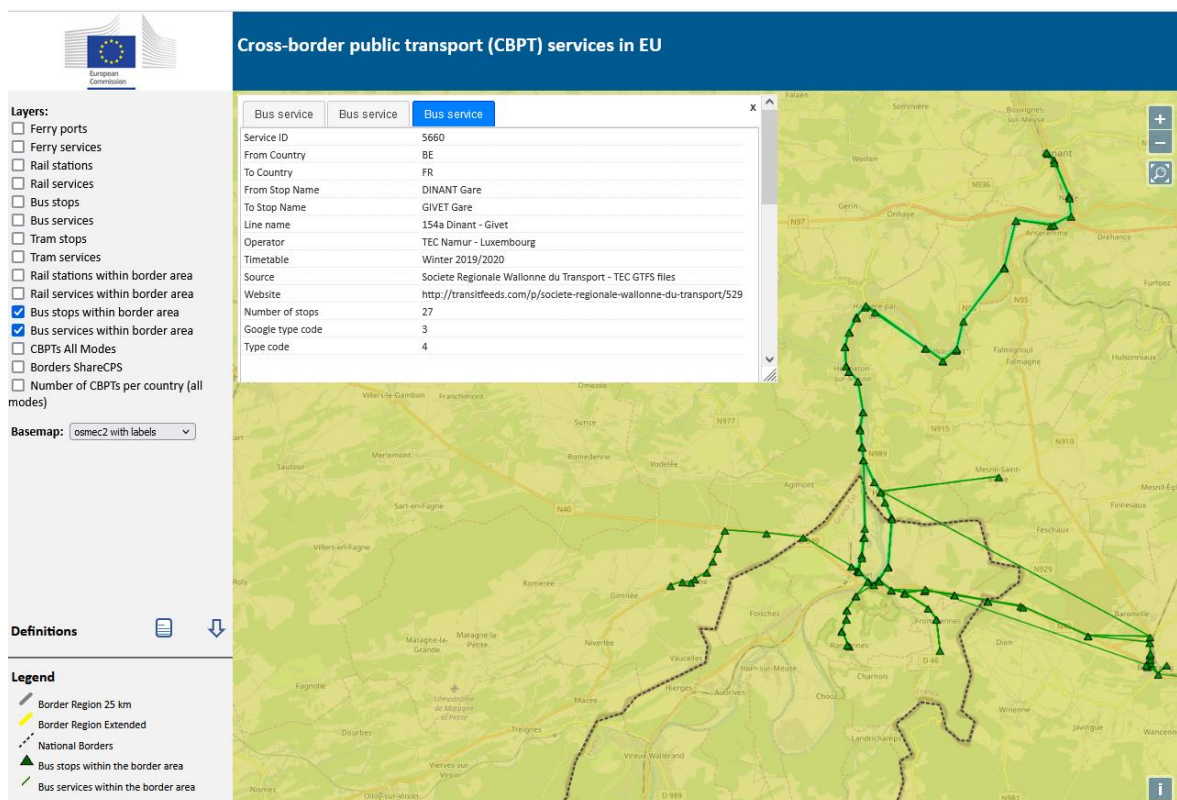 European
Commission
Cross-border public transport (CBPT) services in EU
Layers:
Ferry ports
Ferry services
Rail stations
Rail services
Bus stops
Bus services
Tram stops
Tram services
Rail stations within border area
Rail services within border area
Bus stops within border area
Bus services within border area
CBPTs All Modes
Borders ShareCPS
Number of CBPTs per country (all
modes)
Basemap: osmec2 with labels
Definitions
Legend
Border Region 25 km
Border Region Extended
National Borders
Bus stops within the border area
Bus services within the border area
Bus service Bus service Bus service x
Service ID 5660
From Country BE
To Country FR
From Stop Name DINANT Gare
To Stop Name GIVET Gare
Line name 154a Dinant - Givet
Operator TEC Namur - Luxembourg
Timetable Winter 2019/2020
Source Societe Regionale Wallonne du Transport - TEC GTFS files
Website http://transitfeeds.com/p/societe-regionale-wallonne-du-transport/529
Number of stops 27
Google type code 3
Type code 4
Falaën
Sommière
Bouvignes-
sur-Meuse
+
−
Weillen
N936
Gerin
Onhaye
N97
Anseremme
Dréhance
Furfooz
N95
Falmignoul
Falmagne
Hulsonniaux
Omezée
Villers-le-Gambon
Franchimont
Surice
N977
N915
N910
Merlemont
Romedenne
Vodelée
N989
Sautour
Agimont
Mesnil-Saint-
Sart-en-Fagne
N40
Finnevaux
Feschaux
Villers-en-Fagne
N929
Romerée
Gimnée
Baronville
Foisches
Matagne-la-
Grande
Matagne-la-
Petite
Niverlée
Dion
Vaucelles
D 46
Ham-sur-Meuse
Charnois
Fagnolle
Hierges
Aubrives
Chooz
Winenne
Mazée
Dourbes
Treignes
Javingue
Landrichamps
Vireux-Wallerand
Vierves-sur-
Viroin
Nismes
Olloy-sur-Viroin
D 989
N981
i